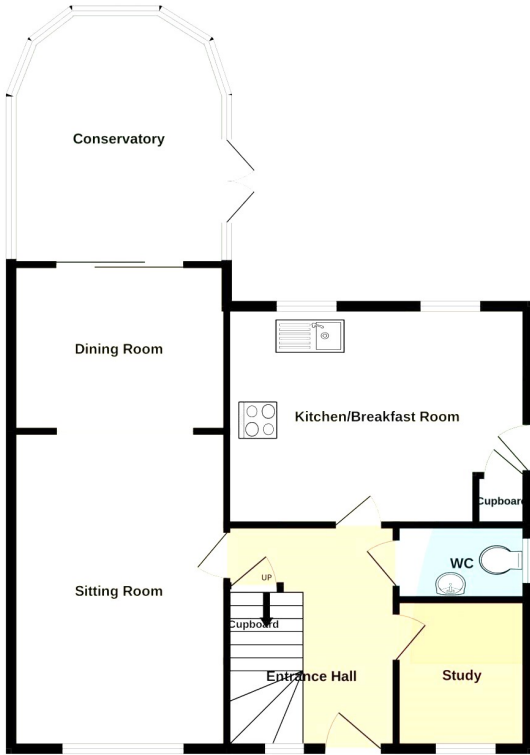 Conservatory
Dining Room
Kitchen/Breakfast Room
Cupboard
WC
UP
Sitting Room
Cupboard
Entrance Hall
Study